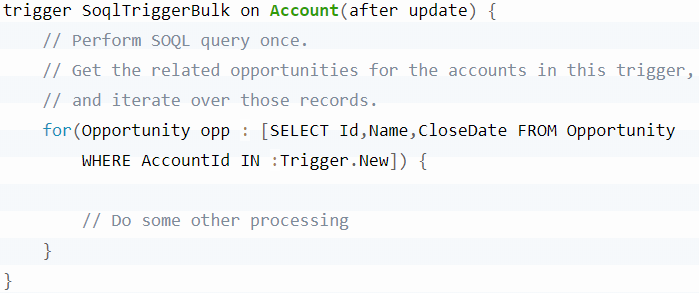 trigger SoqlTriggerBulk on Account(after update) {
    // Perform SOQL query once.
    // Get the related opportunities for the accounts in this trigger,
    // and iterate over those records.
    for(Opportunity opp : [SELECT Id,Name,CloseDate FROM Opportunity
        WHERE AccountId IN :Trigger.New]) {
        // Do some other processing
    }
}